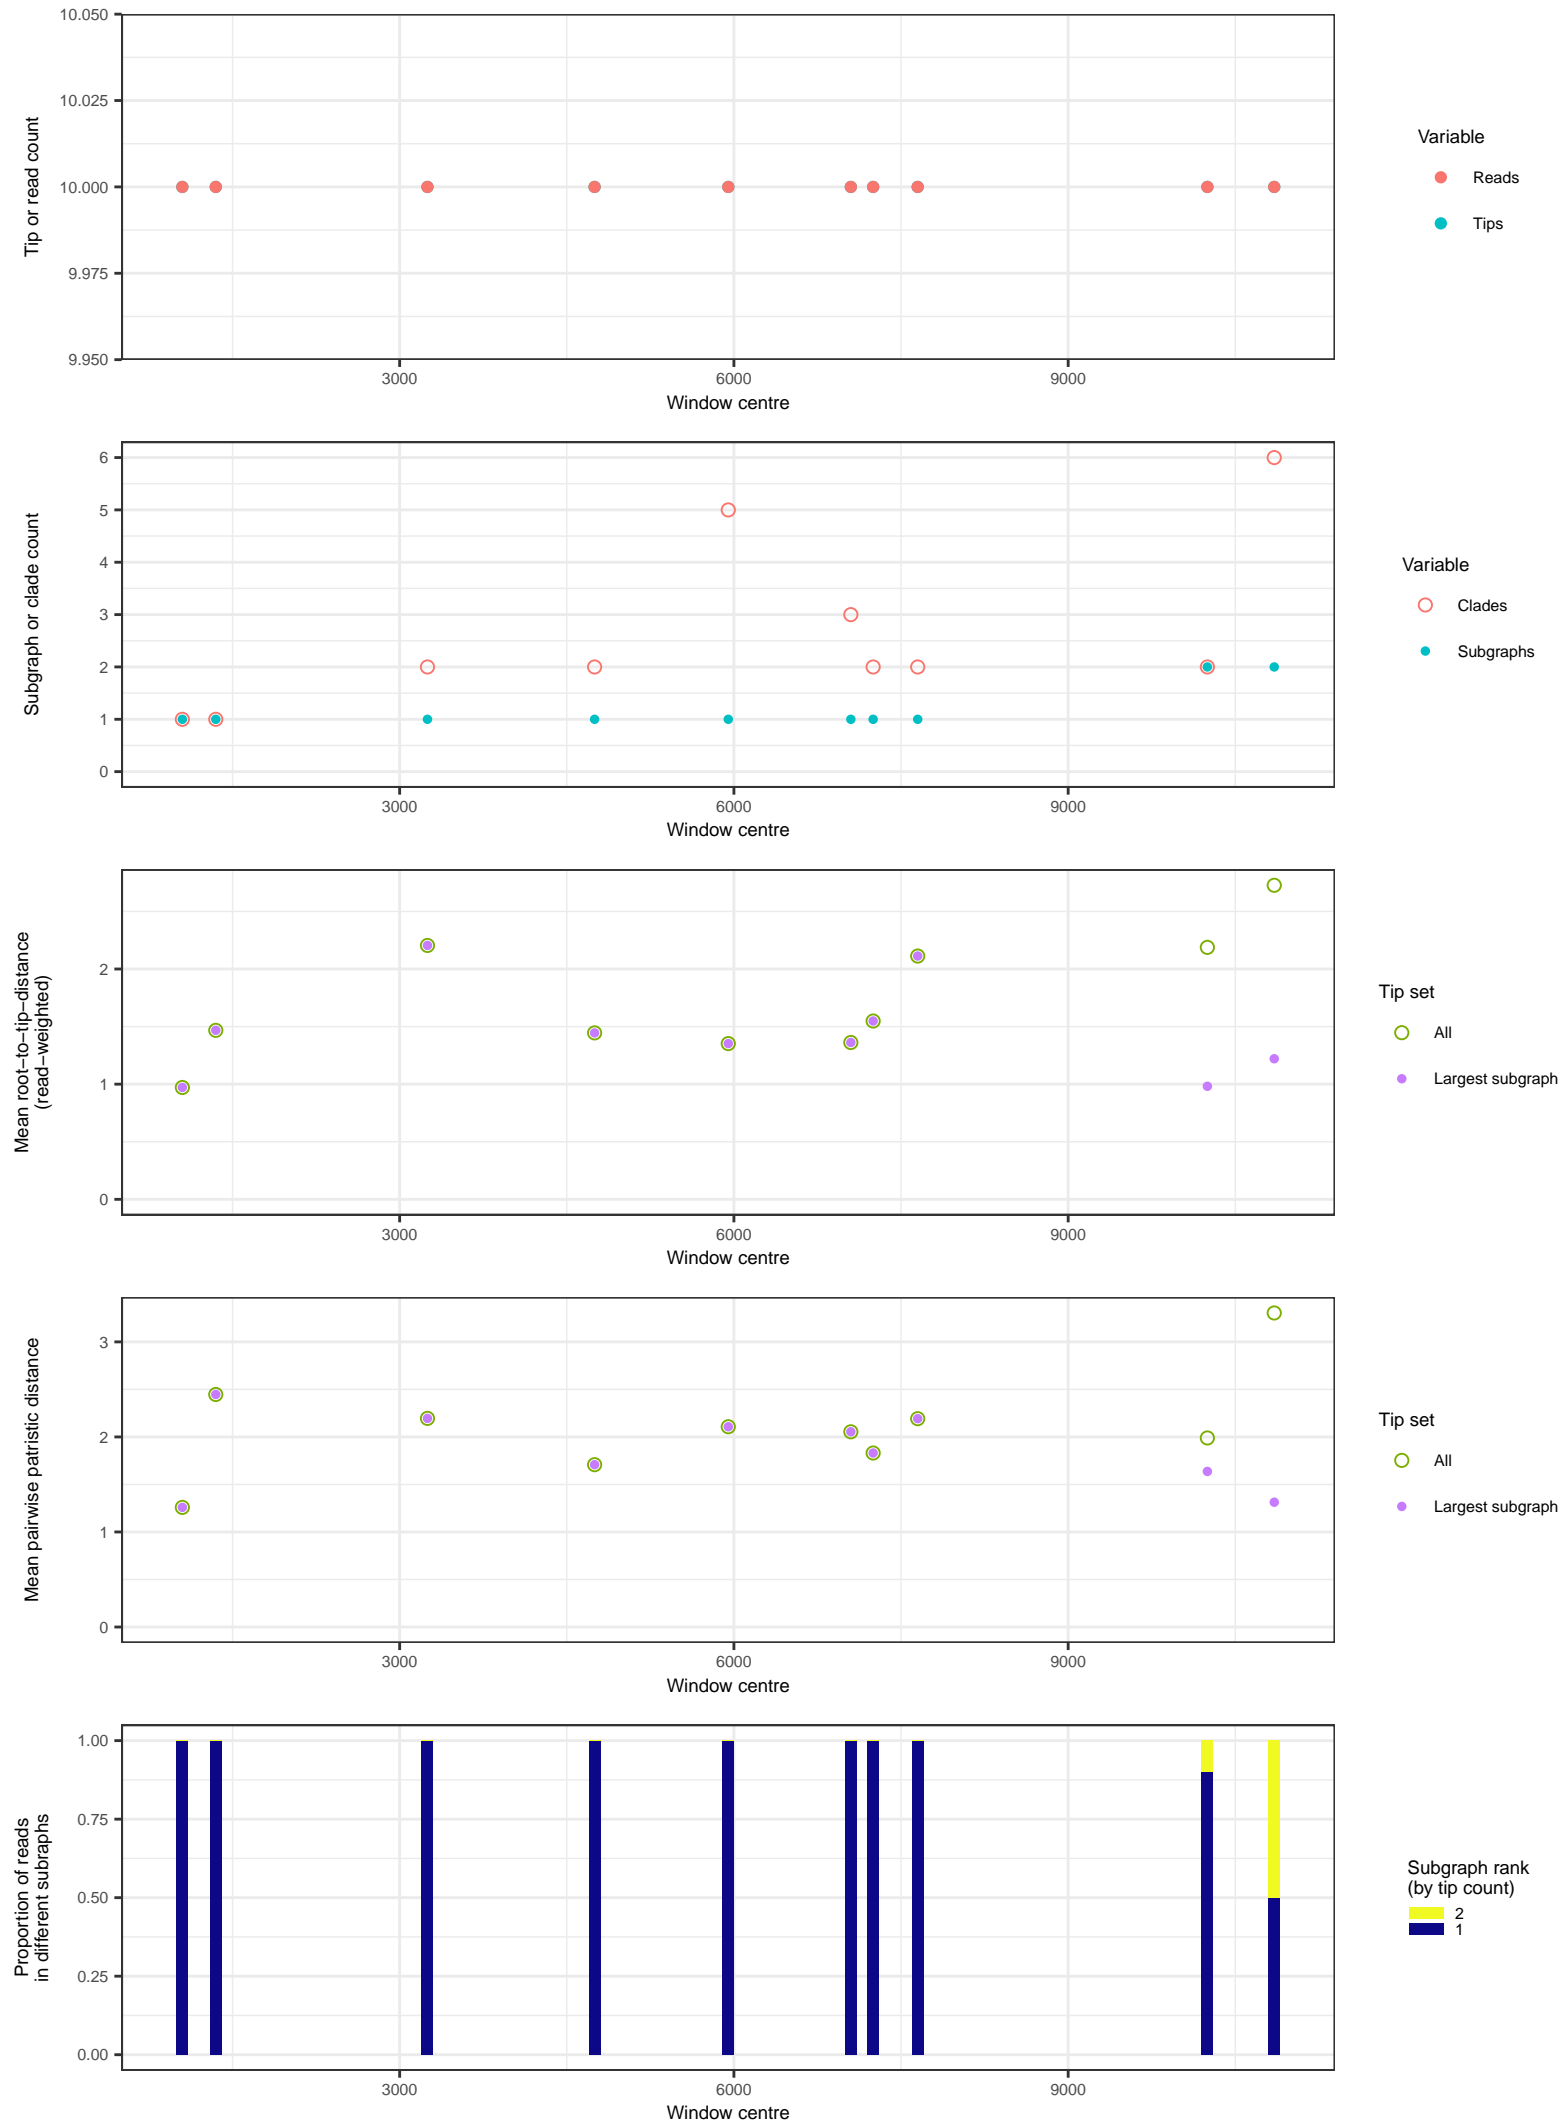 10.050
10.025
10.000
9.975
9.950
Tip or read count
3000
6000
9000
Window centre
Variable
Reads
Tips
6
5
4
3
2
1
0
Subgraph or clade count
3000
6000
9000
Window centre
Variable
Clades
Subgraphs
2
1
0
Mean root−to−tip−distance
(read−weighted)
3000
6000
9000
Window centre
Tip set
All
Largest subgraph
3
2
1
0
Mean pairwise patristic distance
3000
6000
9000
Window centre
Tip set
All
Largest subgraph
1.00
0.75
0.50
0.25
0.00
Proportion of reads
in different subraphs
3000
6000
9000
Window centre
Subgraph rank
(by tip count)
2
1